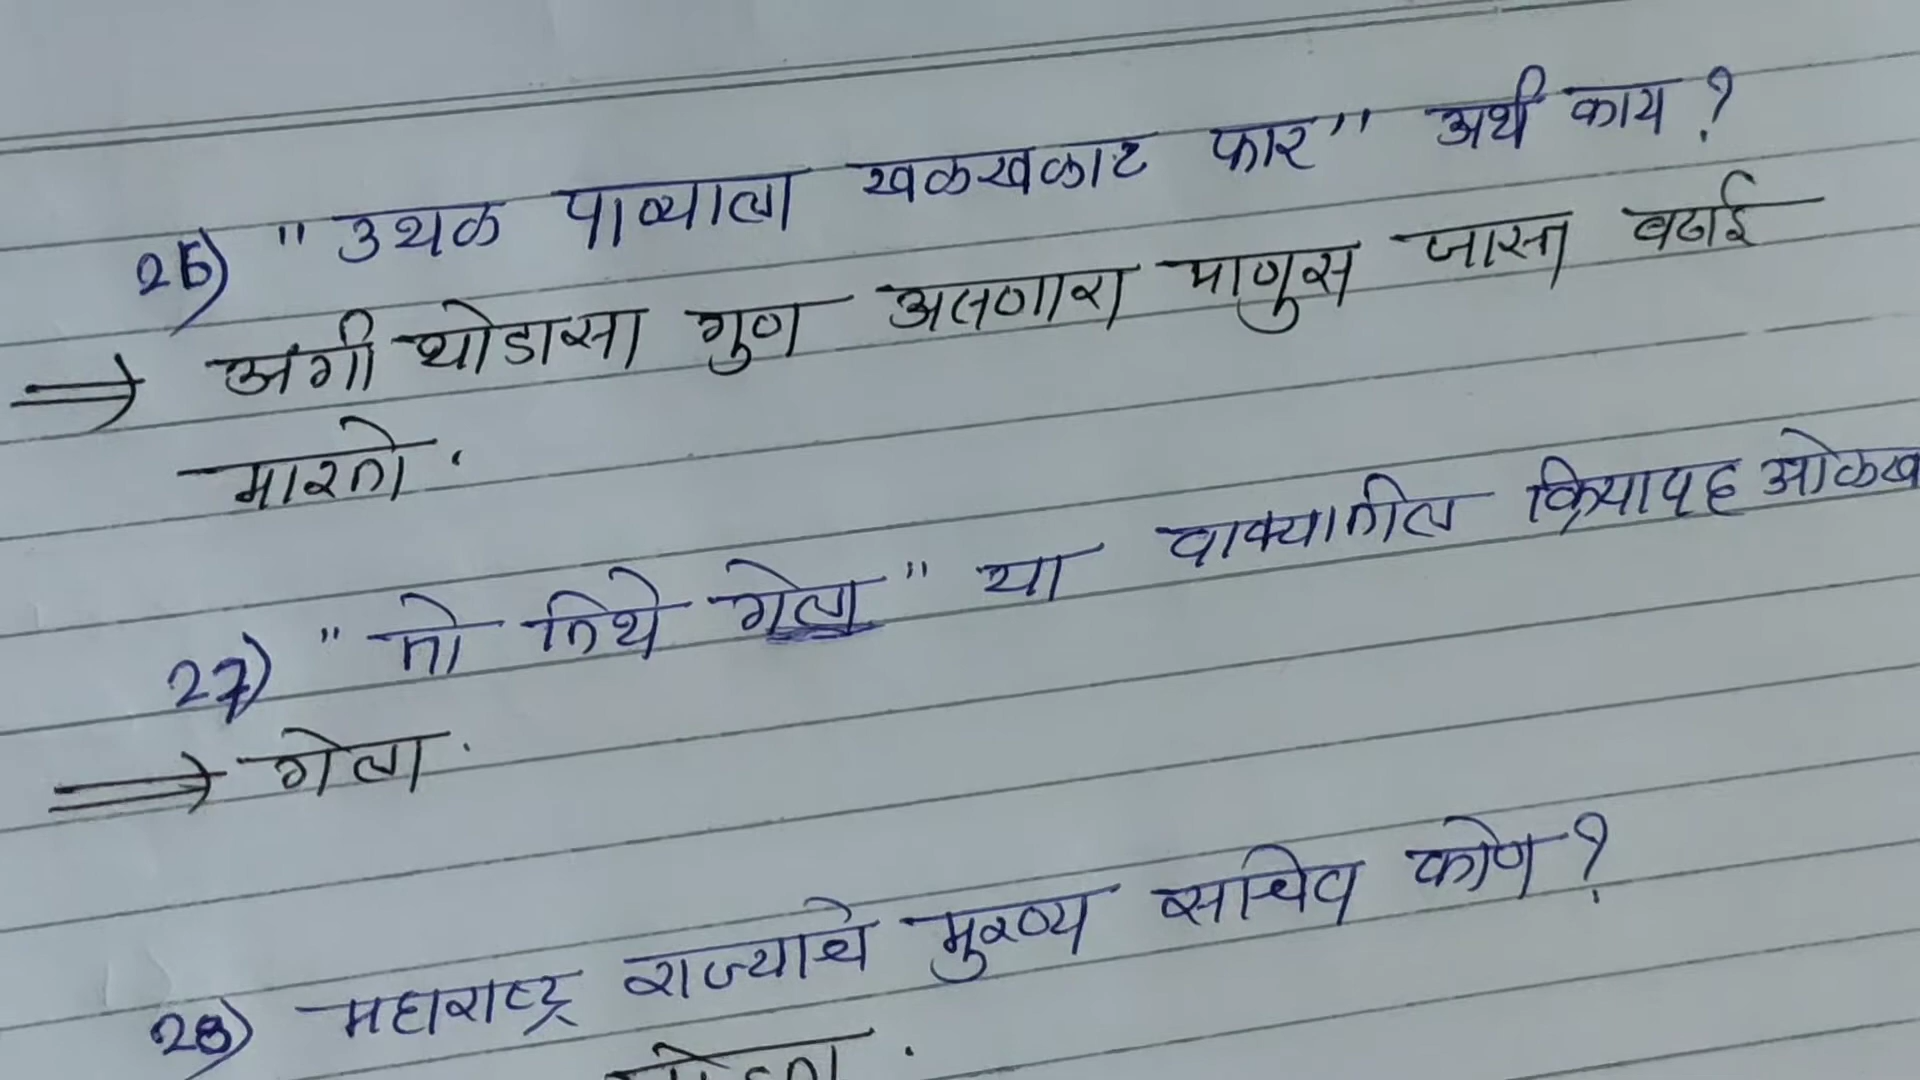 26) " उथळ पाण्याला खळखळाट फार " अर्थ काय ?
⇒ अंगी थोडासा गुण असणारा माणूस जास्त बढाई
मारतो .
27) " तो तिथे गेला " या वाक्यातील क्रियापद ओळख
⇒ गेला .
28) महाराष्ट्र राज्याचे मुख्य सचिव कोण ?